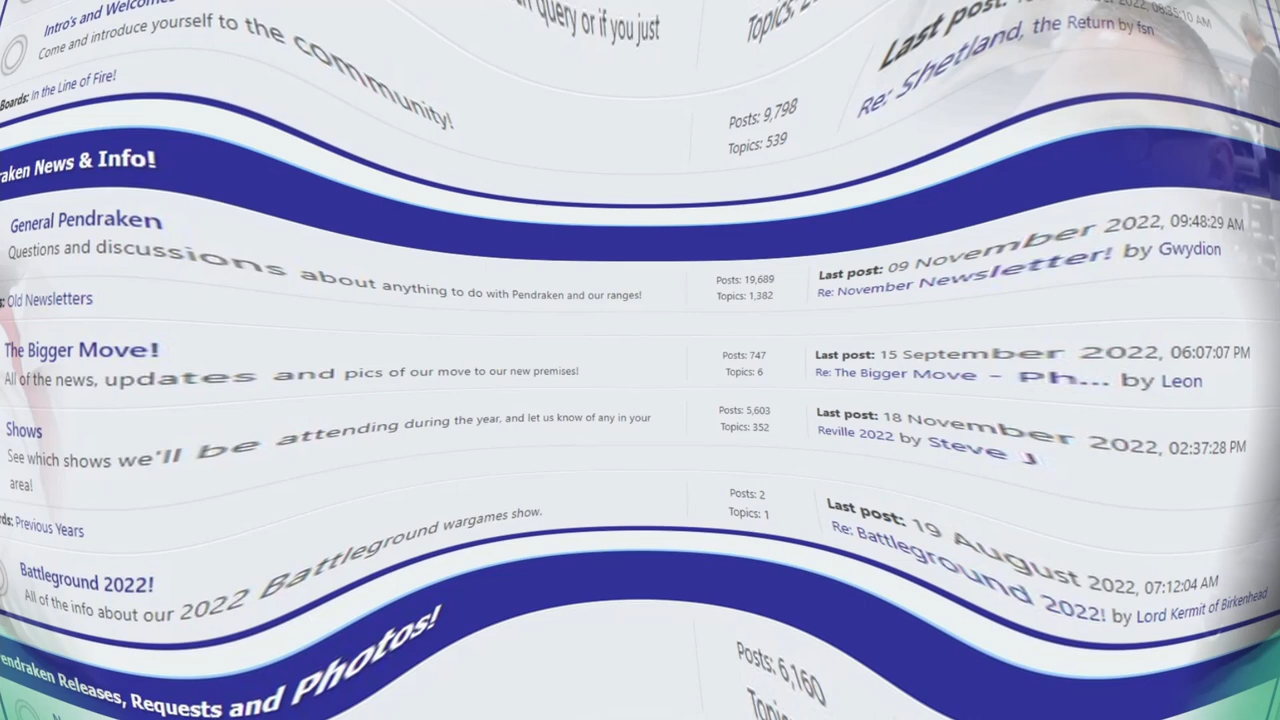 Intro's and Welcomes
Come and introduce yourself to the community!
Boards: In the Line of Fire!
query or if you just
Topics:
Posts: 9,798
Topics: 539
Last post:
2022, 08:35:10 AM
Re: Shetland, the Return by fsn
raken News & Info!
General Pendraken
Questions and discussions about anything to do with Pendraken and our ranges!
s: Old Newsletters
Posts: 19,689
Topics: 1,382
Last post: 09 November 2022, 09:48:29 AM
Re: November Newsletter! by Gwydion
The Bigger Move!
All of the news, updates and pics of our move to our new premises!
Posts: 747
Topics: 6
Last post: 15 September 2022, 06:07:07 PM
Re: The Bigger Move - Ph... by Leon
Shows
See which shows we'll be attending during the year, and let us know of any in your
area!
rds: Previous Years
Posts: 5,603
Topics: 352
Last post: 18 November 2022, 02:37:28 PM
Reville 2022 by Steve J
Battleground 2022!
All of the info about our 2022 Battleground wargames show.
Posts: 2
Topics: 1
Last post: 19 August 2022, 07:12:04 AM
Re: Battleground 2022! by Lord Kermit of Birkenhead
endraken Releases, Requests and Photos!
Posts: 6,160